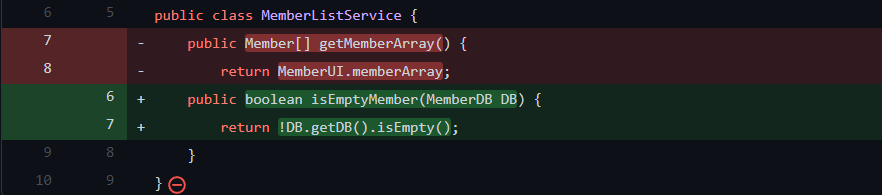 6 5 public class MemberListService {
7 - public Member[] getMemberArray() {
8 - return MemberUI.memberArray;
6 + public boolean isEmptyMember(MemberDB DB) {
7 + return !DB.getDB().isEmpty();
9 8 }
10 9 }